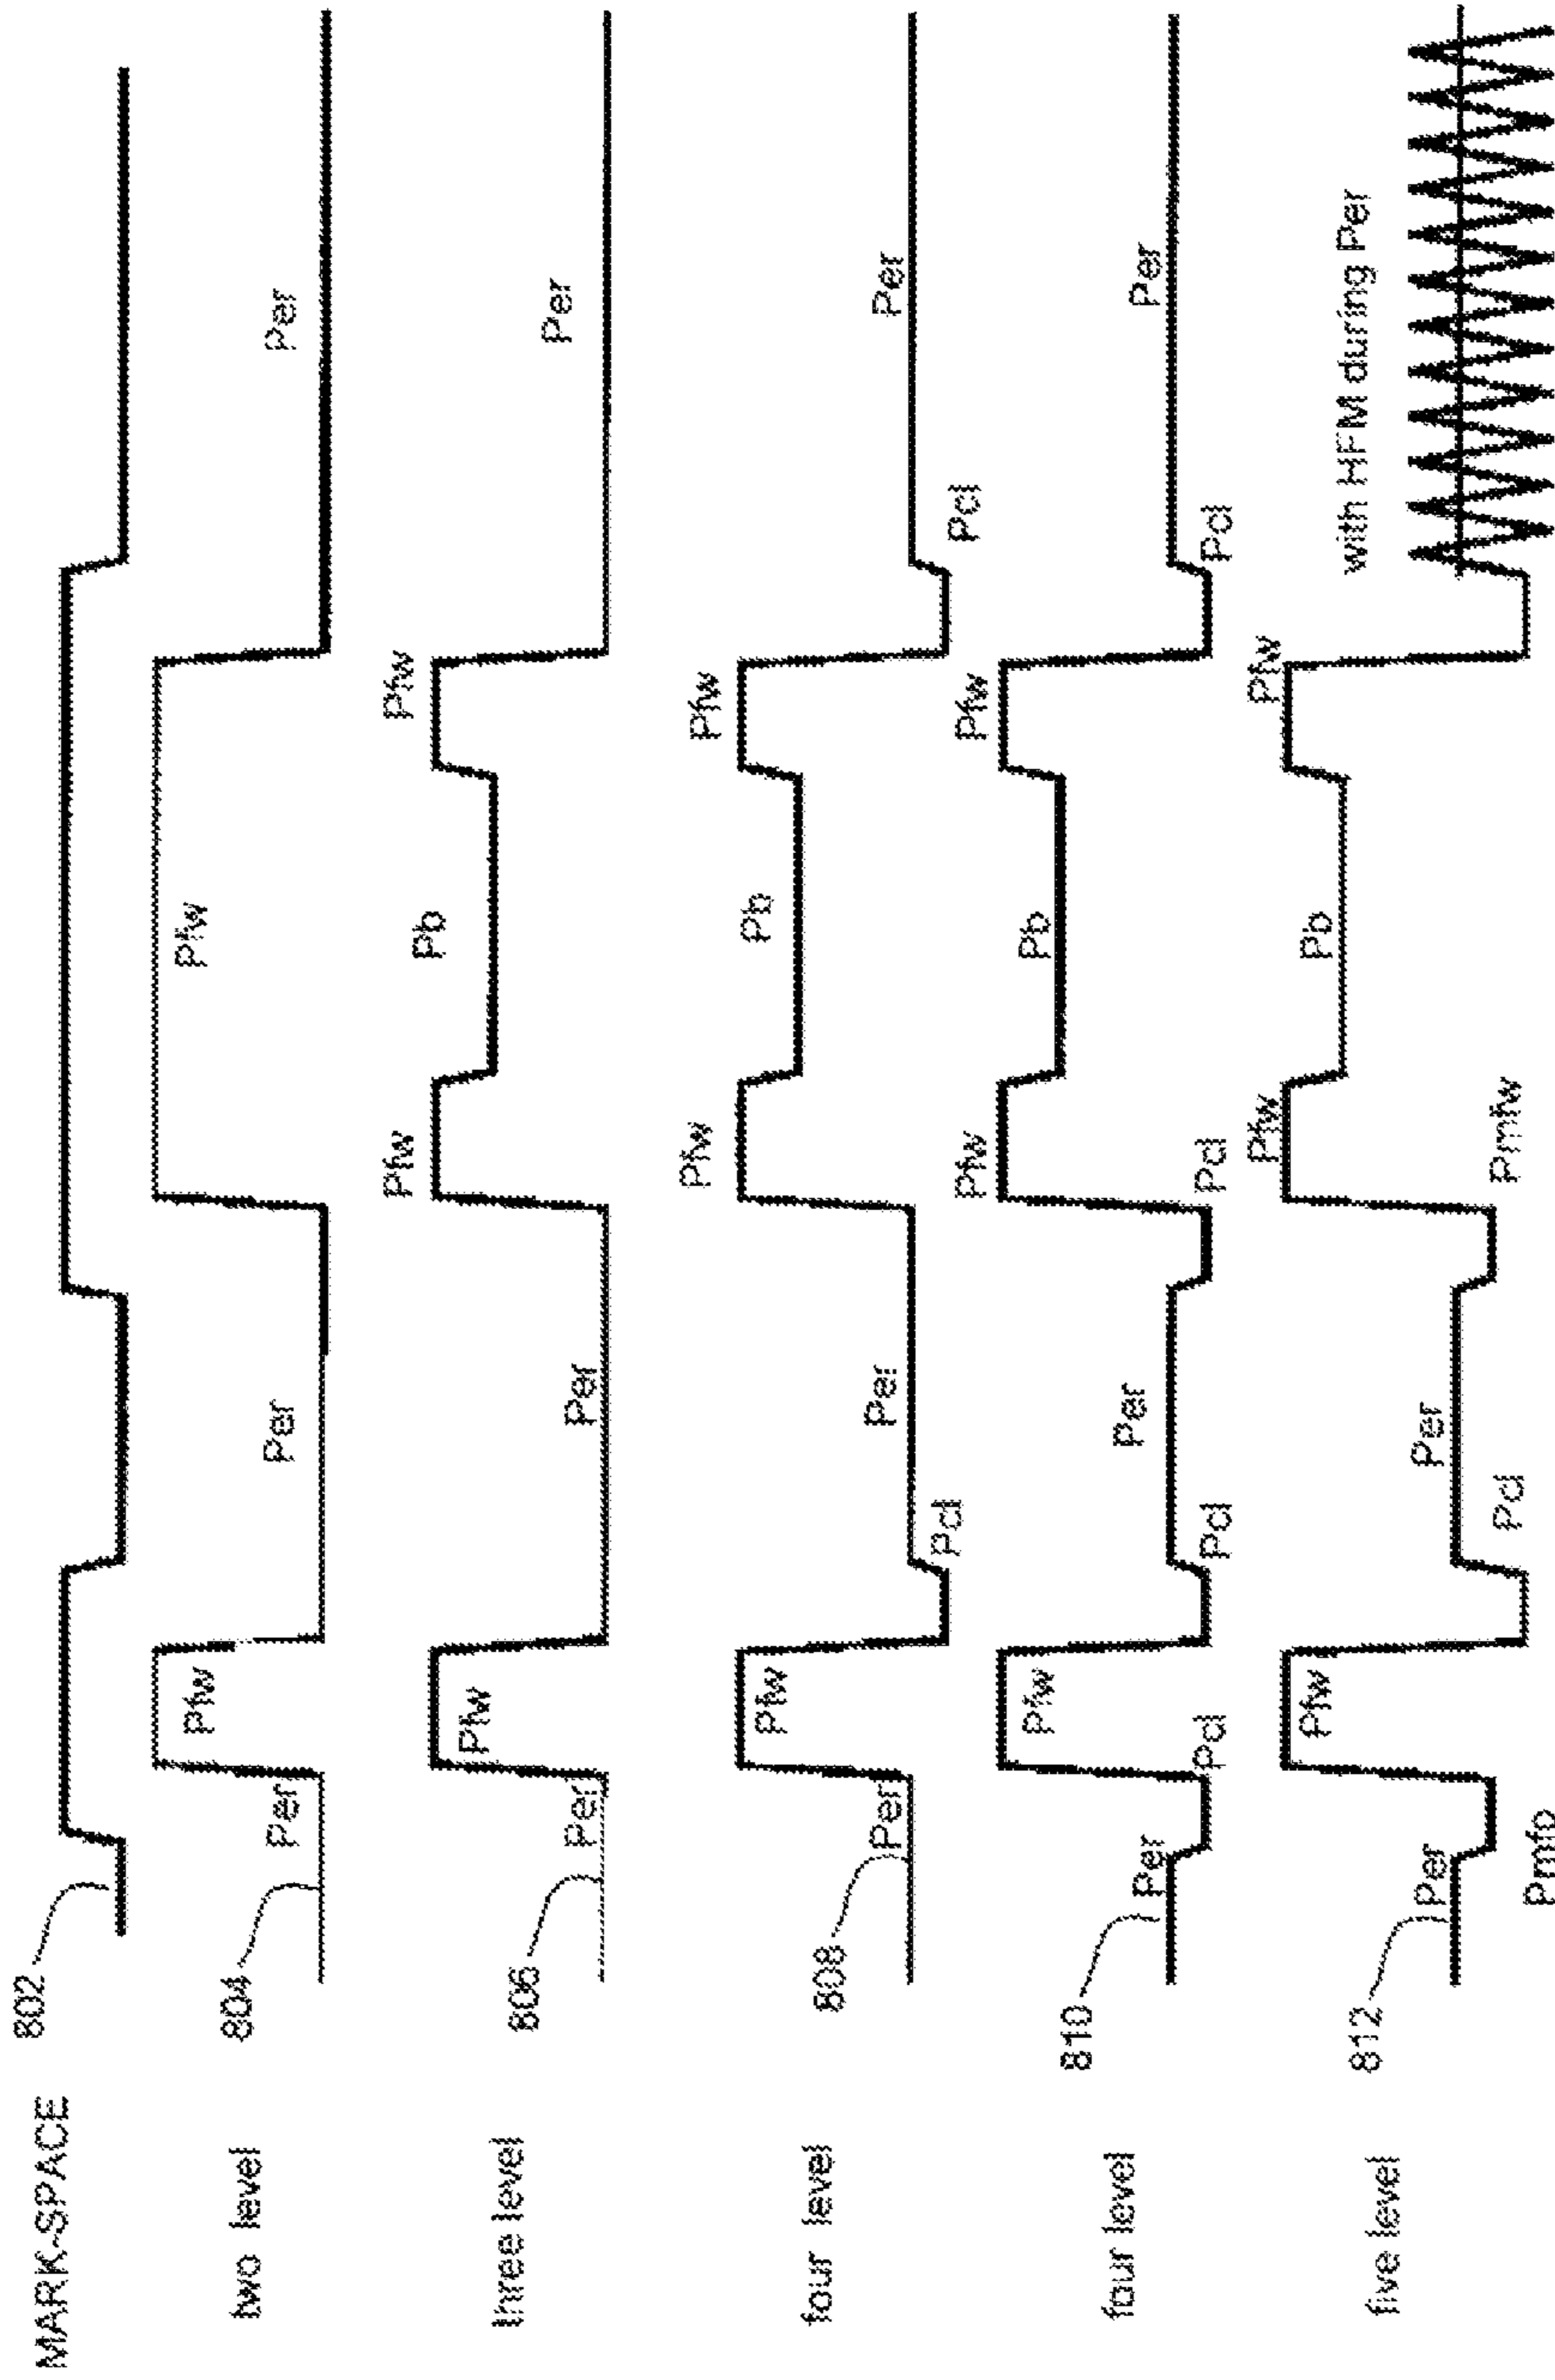 MARK-SPACE
802
two level
804
Per
Pfw
Per
Pfw
Per
three level
806
Per
Pfw
Per
Pfw
Pb
Pfw
Per
four level
808
Per
Pfw
Pcl
Per
Pfw
Pb
Pfw
Pcl
Per
four level
810
Per
Pcl
Pfw
Pcl
Per
Pcl
Pfw
Pb
Pfw
Pcl
Per
five level
812
Per
Pmfp
Pfw
Pcl
Per
Pmfw
Pfw
Pb
Pfw
with HFM during Per